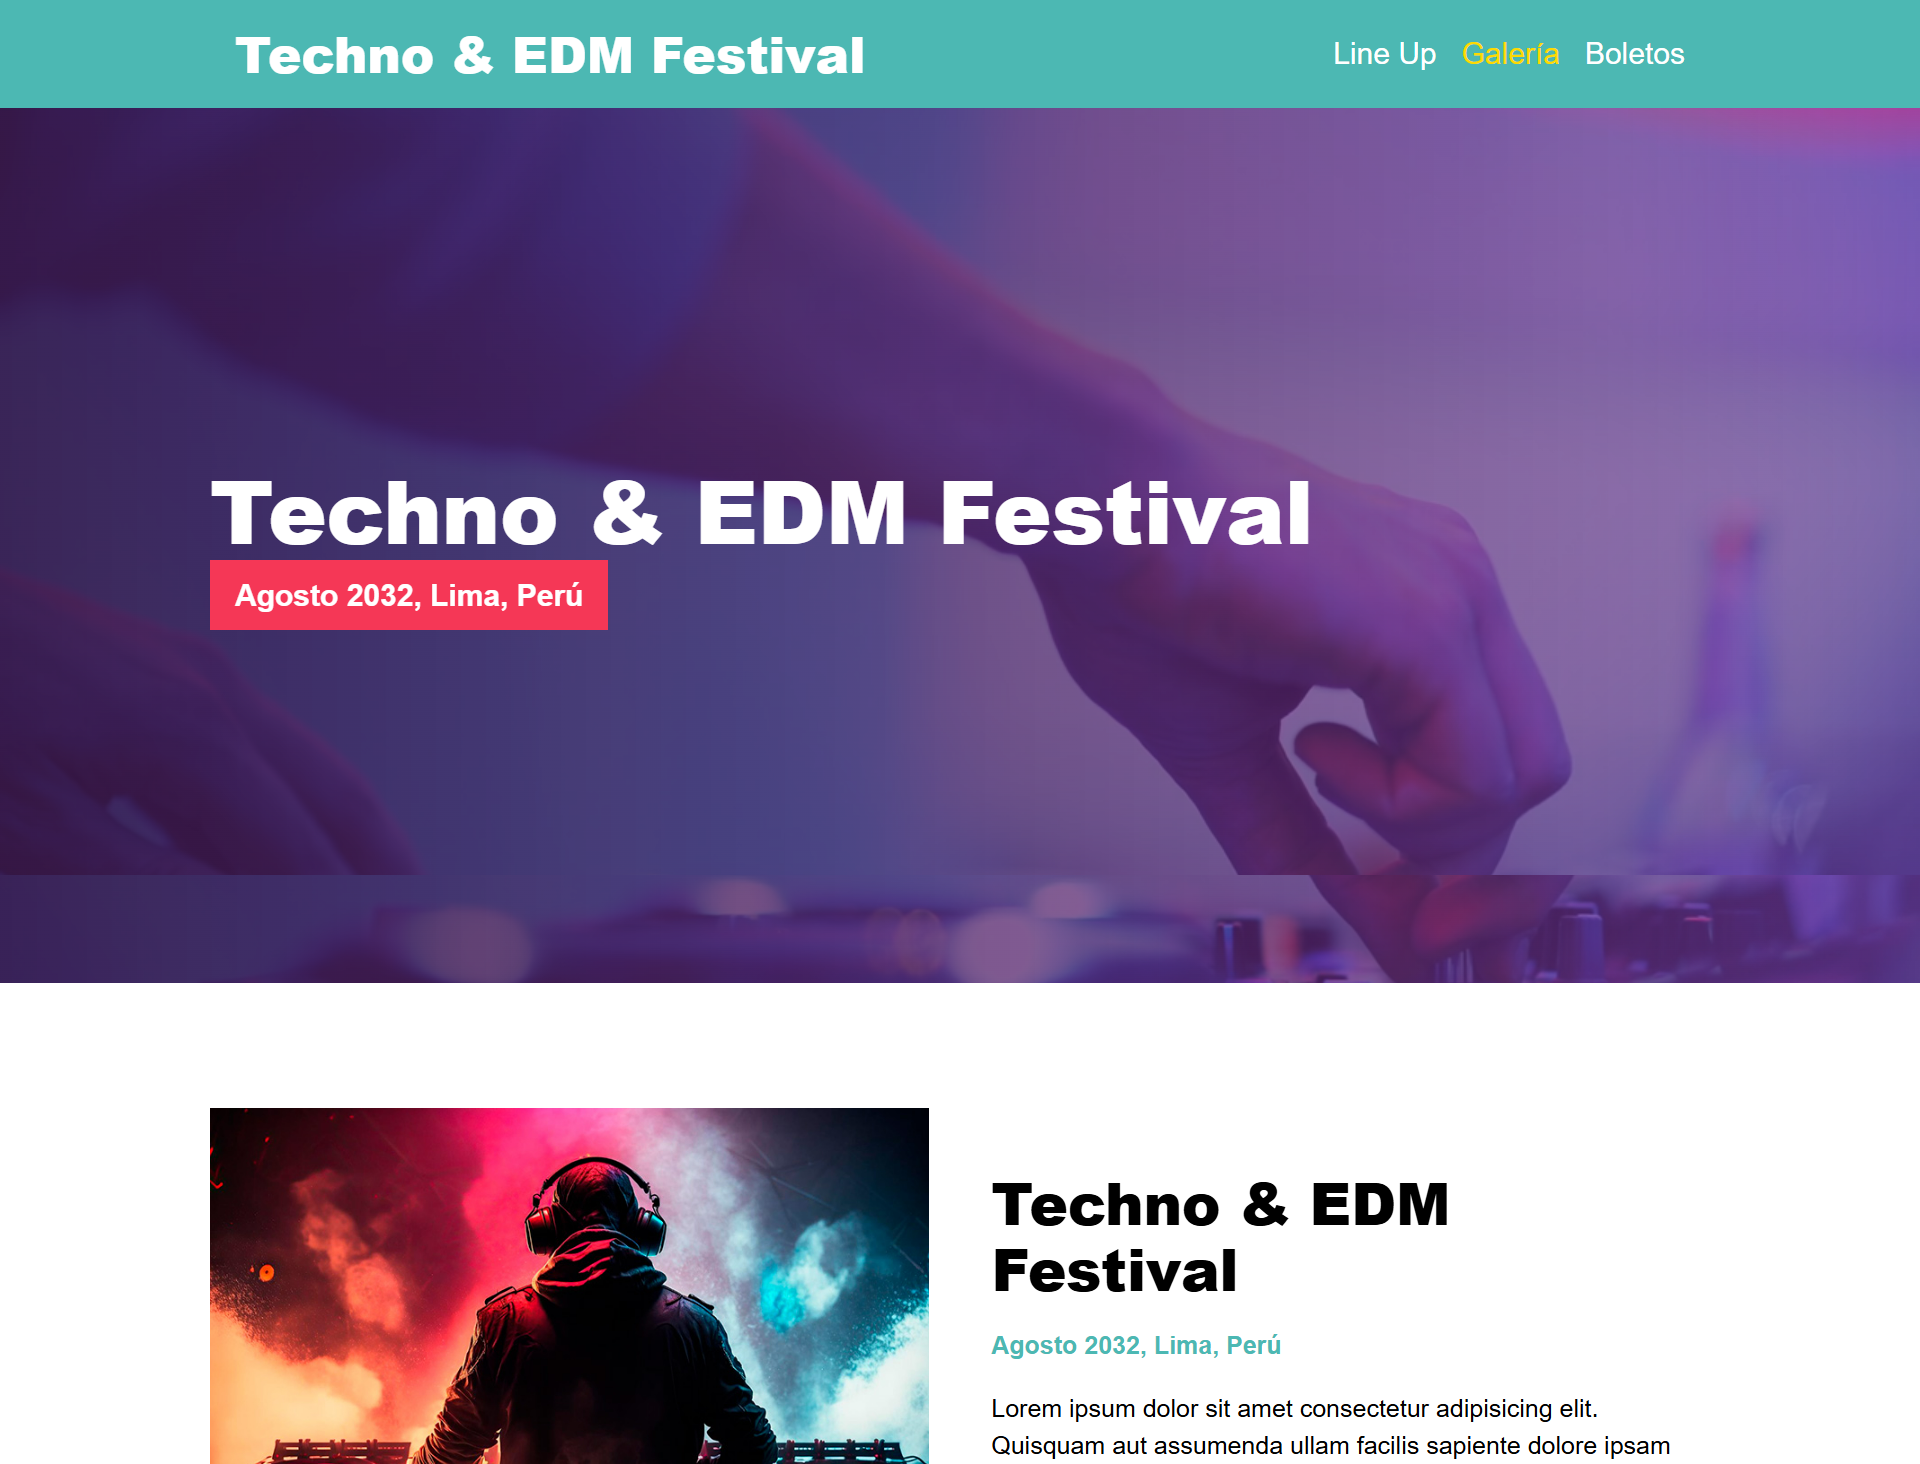 Techno & EDM Festival
Line Up Galería Boletos
Techno & EDM Festival
Agosto 2032, Lima, Perú
Techno & EDM
Festival
Agosto 2032, Lima, Perú
Lorem ipsum dolor sit amet consectetur adipisicing elit.
Quisquam aut assumenda ullam facilis sapiente dolore ipsam